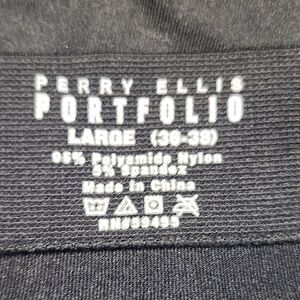 PERRY ELLIS
PORTFOLIO
LARGE (36-38)
95% Polyamide Nylon
5% Spandex
Made in China